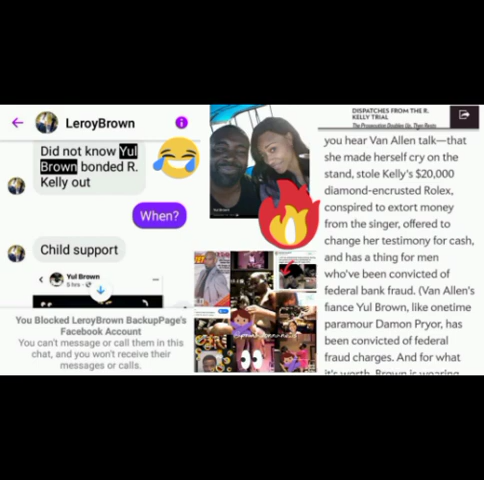 LeroyBrown
Did not know Yul
Brown bonded R.
Kelly out
When?
Child support
Yul Brown
You Blocked LeroyBrown BackupPage's
Facebook Account
You can't message or call them in this
chat, and you won't receive their
messages or calls.
DISPATCHES FROM THE R.
KELLY TRIAL
The Prosecution Doubles Up, Then Rests
you hear Van Allen talk—that
she made herself cry on the
stand, stole Kelly's $20,000
diamond-encrusted Rolex,
conspired to extort money
from the singer, offered to
change her testimony for cash,
and has a thing for men
who've been convicted of
federal bank fraud. (Van Allen's
fiance Yul Brown, like onetime
paramour Damon Pryor, has
been convicted of federal
fraud charges. And for what
it's worth, Brown is wearing